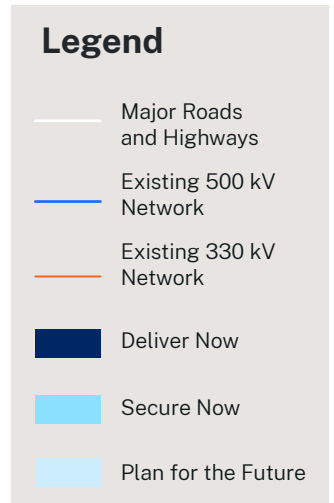 Legend
Major Roads
and Highways
Existing 500 kV
Network
Existing 330 kV
Network
Deliver Now
Secure Now
Plan for the Future